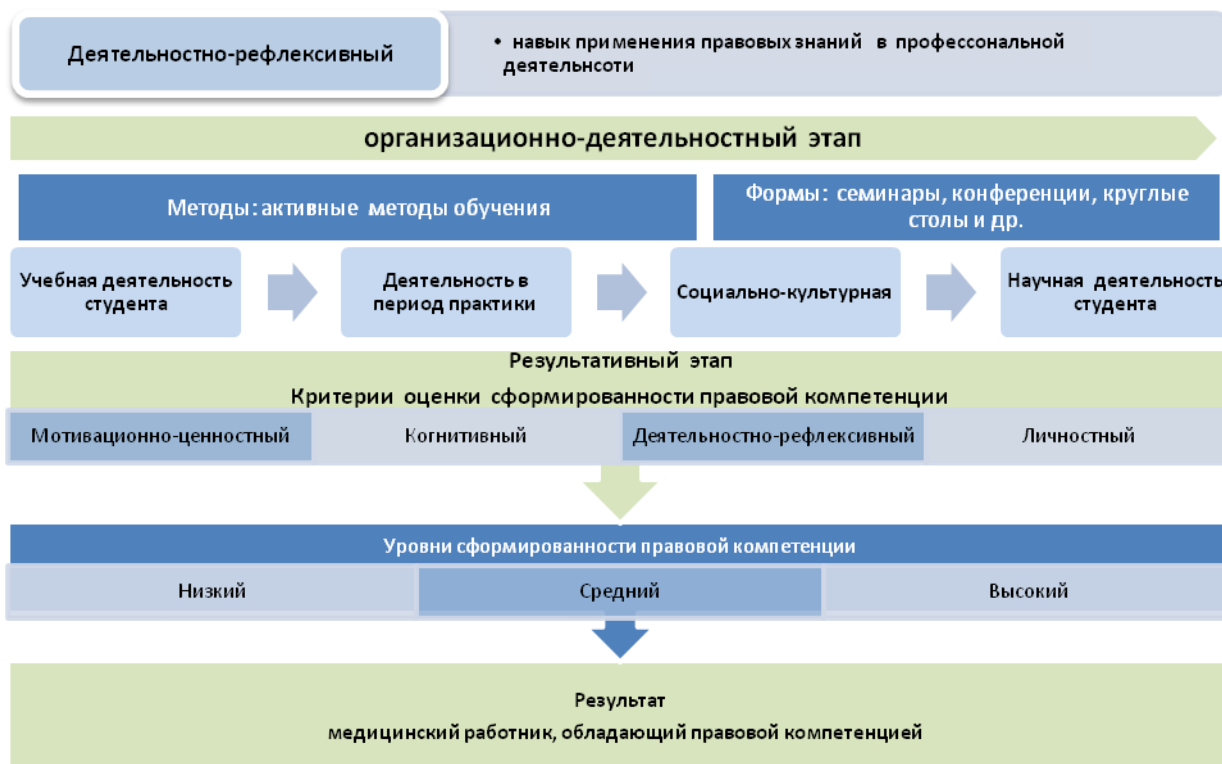 Деятельностно-рефлексивный
• навык применения правовых знаний в профессональной
деятельнсоти
организационно-деятельностный этап
Методы: активные методы обучения
Формы: семинары, конференции, круглые
столы и др.
Учебная деятельность
студента
Деятельность в
период практики
Социально-культурная
Научная деятельность
студента
Результативный этап
Критерии оценки сформированности правовой компетенции
Мотивационно-ценностный
Когнитивный
Деятельностно-рефлексивный
Личностный
Уровни сформированности правовой компетенции
Низкий
Средний
Высокий
Результат
медицинский работник, обладающий правовой компетенцией